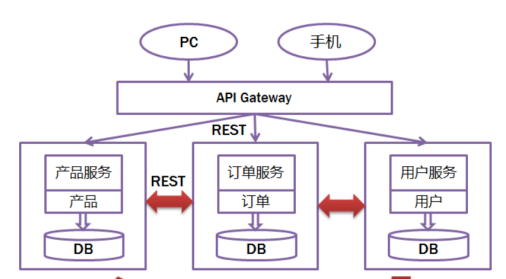 PC
手机
API Gateway
REST
产品服务
产品
DB
REST
订单服务
订单
DB
用户服务
用户
DB